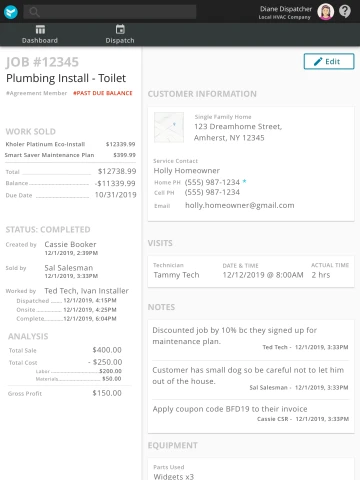 Diane Dispatcher
Local HVAC Company
Dashboard
Dispatch
JOB #12345
Plumbing Install - Toilet
#Agreement Member #PAST DUE BALANCE
Edit
WORK SOLD
Kholer Platinum Eco-Install $12339.99
Smart Saver Maintenance Plan $399.99
Total $12738.99
Balance -$11339.99
Due Date 10/31/2019
STATUS: COMPLETED
Created by Cassie Booker
12/1/2019, 2:39PM
Sold by Sal Salesman
12/1/2019, 3:33PM
Worked by Ted Tech, Ivan Installer
Dispatched ..... 12/1/2019, 4:15PM
Onsite ..... 12/1/2019, 4:25PM
Complete..... 12/1/2019, 6:04PM
ANALYSIS
Total Sale $400.00
Total Cost - $250.00
Labor $200.00
Materials $50.00
Gross Profit $150.00
CUSTOMER INFORMATION
Single Family Home
123 Dreamhome Street,
Amherst, NY 12345
Service Contact
Holly Homeowner
Home PH (555) 987-1234 *
Cell PH (555) 987-1234
Email holly.homeowner@gmail.com
VISITS
Technician DATE & TIME ACTUAL TIME
Tammy Tech 12/12/2019 @ 8:00AM 2 hrs
NOTES
Discounted job by 10% bc they signed up for
maintenance plan.
Ted Tech - 12/1/2019, 3:33PM
Customer has small dog so be careful not to let him
out of the house.
Sal Salesman - 12/1/2019, 3:33PM
Apply coupon code BFD19 to their invoice
Cassie CSR - 12/1/2019, 3:33PM
EQUIPMENT
Parts Used
Widgets x3